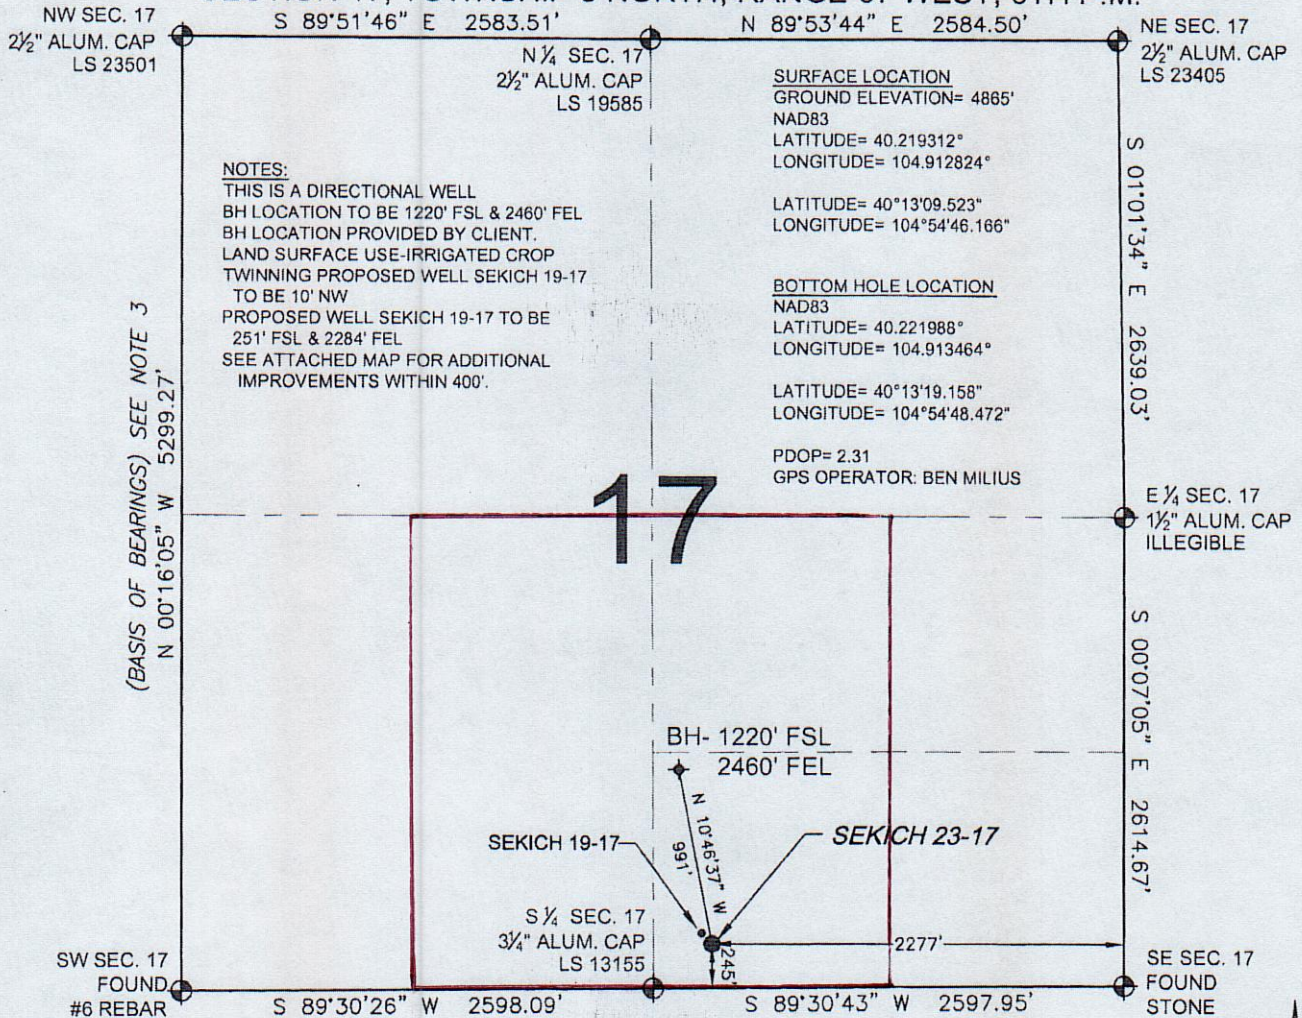 S 89°51'46" E 2583.51'
N 89°53'44" E 2584.50'
NW SEC. 17
2½" ALUM. CAP
LS 23501
N ¼ SEC. 17
2½" ALUM. CAP
LS 19585
NE SEC. 17
2½" ALUM. CAP
LS 23405
SURFACE LOCATION
GROUND ELEVATION= 4865'
NAD83
LATITUDE= 40.219312°
LONGITUDE= 104.912824°
LATITUDE= 40°13'09.523"
LONGITUDE= 104°54'46.166"
NOTES:
THIS IS A DIRECTIONAL WELL
BH LOCATION TO BE 1220' FSL & 2460' FEL
BH LOCATION PROVIDED BY CLIENT.
LAND SURFACE USE-IRRIGATED CROP
TWINNING PROPOSED WELL SEKICH 19-17
TO BE 10' NW
PROPOSED WELL SEKICH 19-17 TO BE
251' FSL & 2284' FEL
SEE ATTACHED MAP FOR ADDITIONAL
IMPROVEMENTS WITHIN 400'.
BOTTOM HOLE LOCATION
NAD83
LATITUDE= 40.221988°
LONGITUDE= 104.913464°
LATITUDE= 40°13'19.158"
LONGITUDE= 104°54'48.472"
PDOP= 2.31
GPS OPERATOR: BEN MILIUS
S 01°01'34" E 2639.03'
(BASIS OF BEARINGS) SEE NOTE 3
N 00°16'05" W 5299.27'
17
E ¼ SEC. 17
1½" ALUM. CAP
ILLEGIBLE
S 00°07'05" E 2614.67'
BH- 1220' FSL
2460' FEL
N 10°46'37" W
991'
SEKICH 19-17
SEKICH 23-17
S ¼ SEC. 17
3¼" ALUM. CAP
LS 13155
2277'
245'
SW SEC. 17
FOUND
#6 REBAR
SE SEC. 17
FOUND
STONE
S 89°30'26" W 2598.09'
S 89°30'43" W 2597.95'